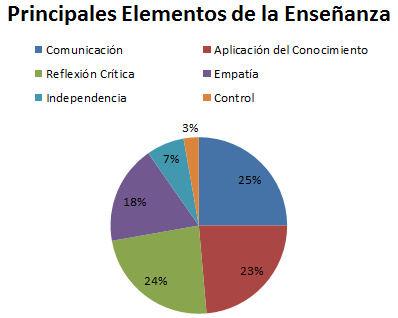 Principales Elementos de la Enseñanza
Comunicación
Aplicación del Conocimiento
Reflexión Crítica
Empatía
Independencia
Control
3%
7%
25%
18%
24%
23%